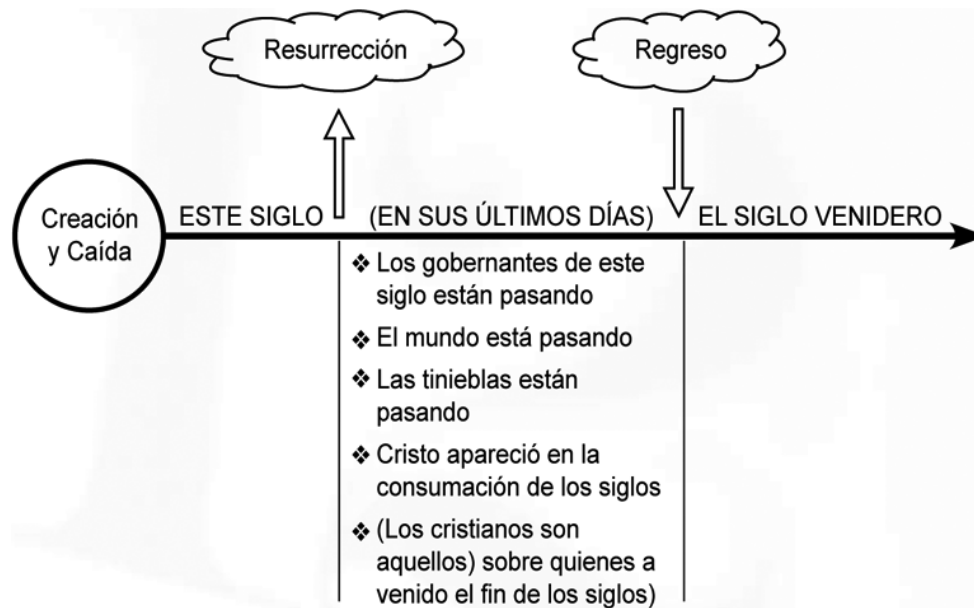 Resurrección
Regreso
Creación
y Caída
ESTE SIGLO
(EN SUS ÚLTIMOS DÍAS)
EL SIGLO VENIDERO
❖ Los gobernantes de este
siglo están pasando
❖ El mundo está pasando
❖ Las tinieblas están
pasando
❖ Cristo apareció en la
consumación de los siglos
❖ (Los cristianos son
aquellos) sobre quienes a
venido el fin de los siglos)